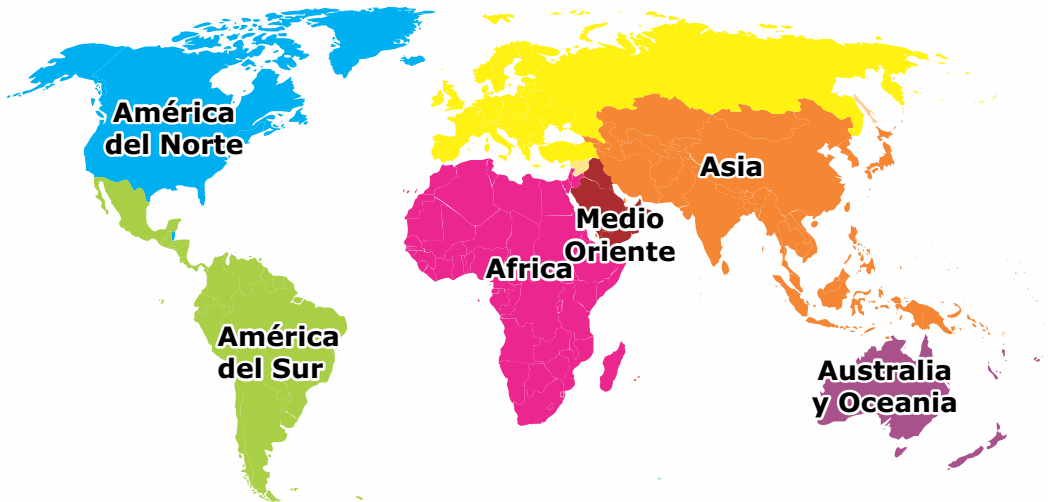 América
del Norte
Asia
Medio
Oriente
Africa
América
del Sur
Australia
y Oceania